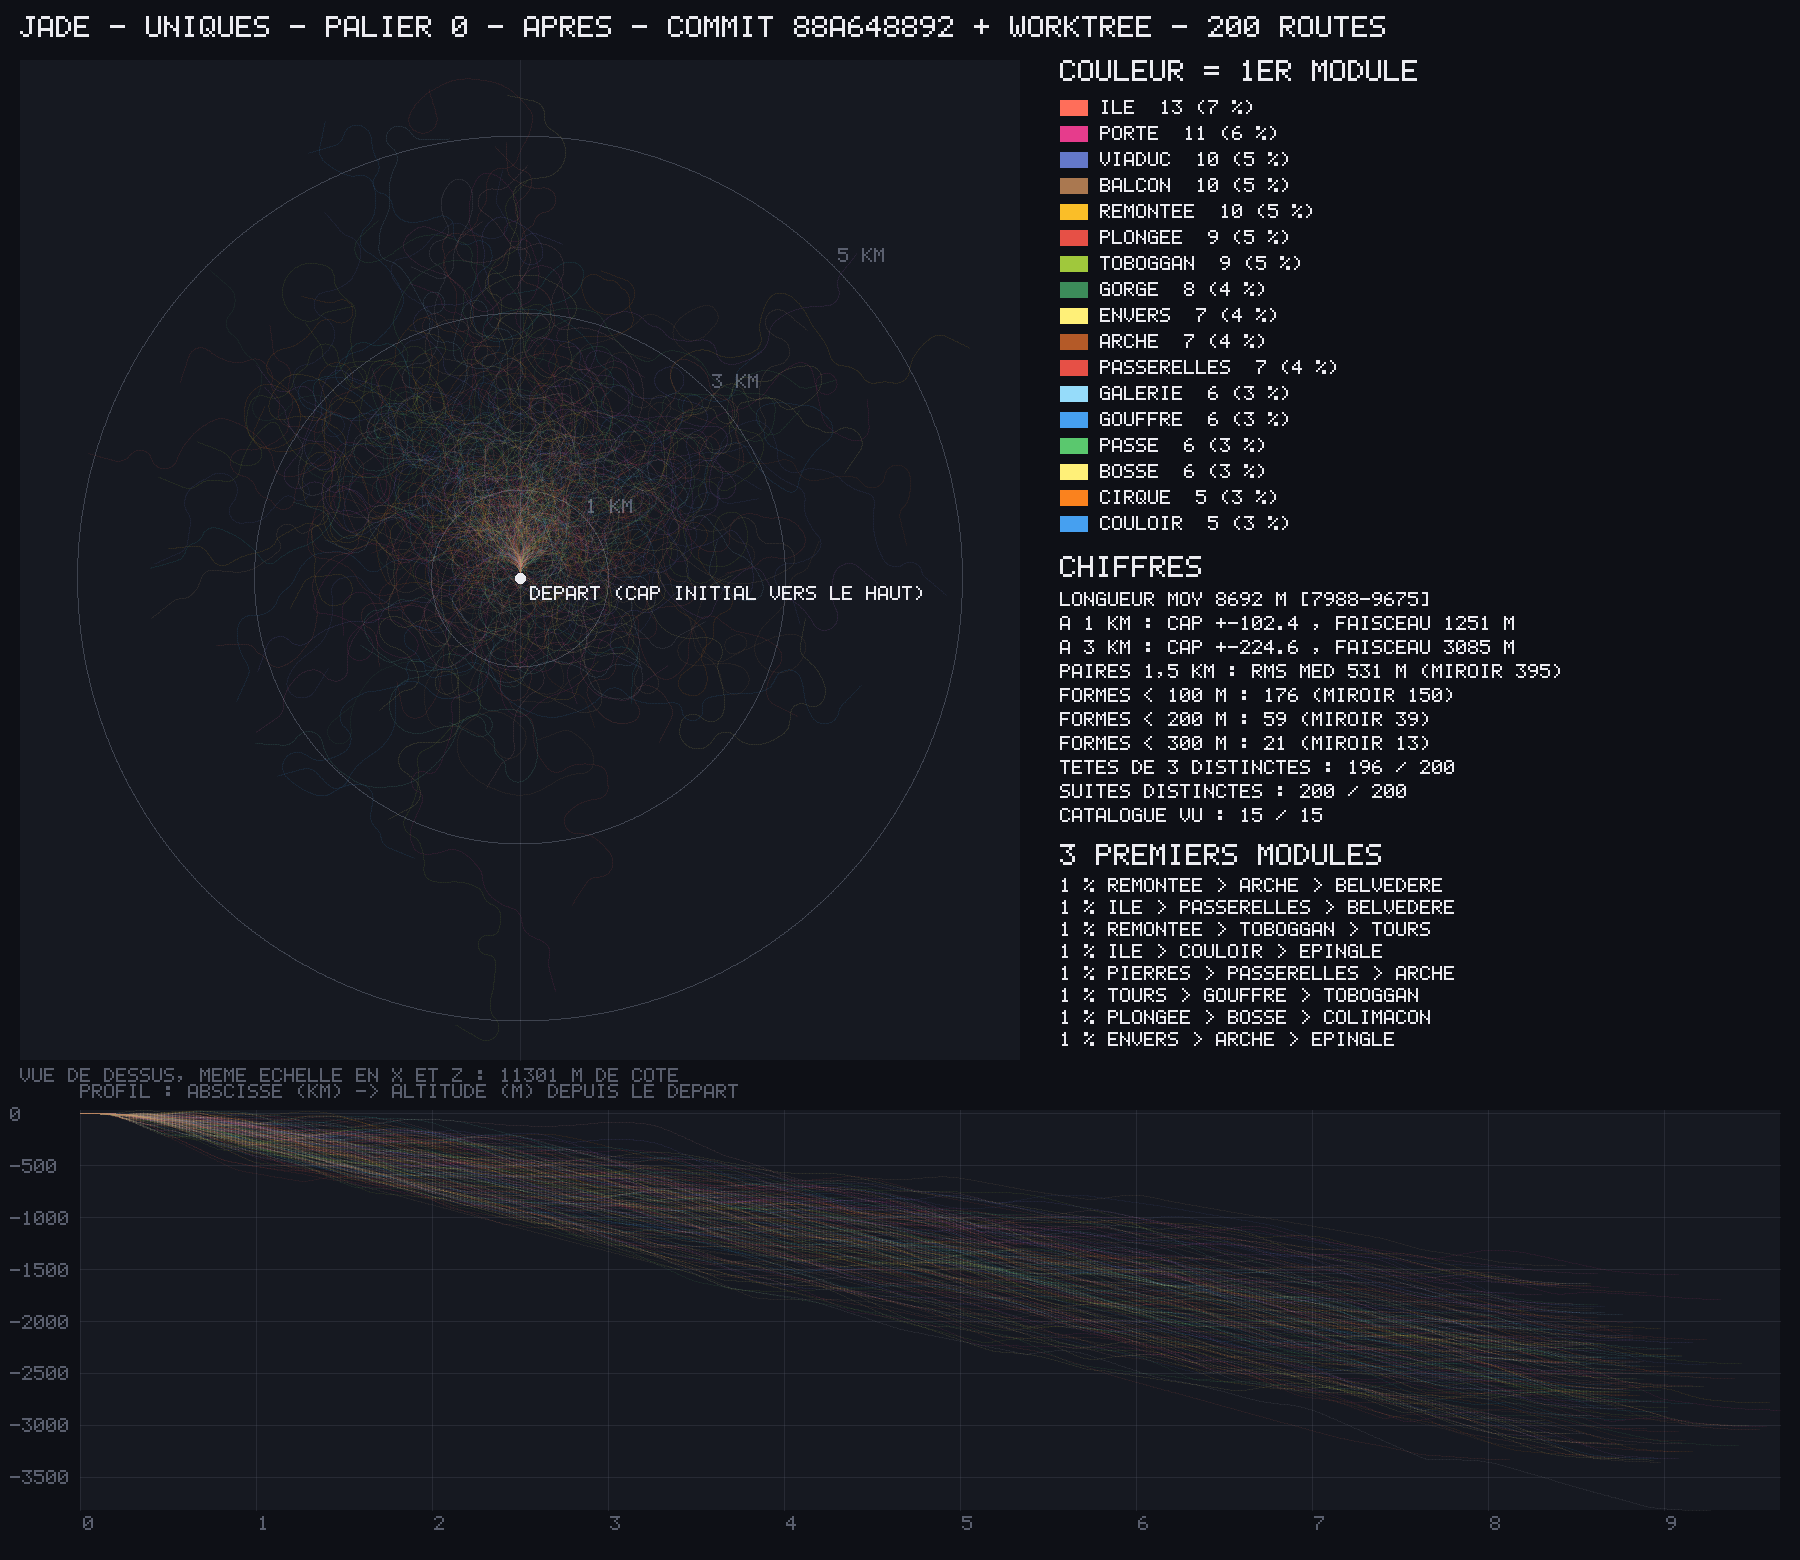 JADE - UNIQUES - PALIER 0 - APRES - COMMIT 88A648892 + WORKTREE - 200 ROUTES
5 KM
3 KM
1 KM
DEPART (CAP INITIAL VERS LE HAUT)
COULEUR = 1ER MODULE
ILE 13 (7 %)
PORTE 11 (6 %)
VIADUC 10 (5 %)
BALCON 10 (5 %)
REMONTEE 10 (5 %)
PLONGEE 9 (5 %)
TOBOGGAN 9 (5 %)
GORGE 8 (4 %)
ENVERS 7 (4 %)
ARCHE 7 (4 %)
PASSERELLES 7 (4 %)
GALERIE 6 (3 %)
GOUFFRE 6 (3 %)
PASSE 6 (3 %)
BOSSE 6 (3 %)
CIRQUE 5 (3 %)
COULOIR 5 (3 %)
CHIFFRES
LONGUEUR MOY 8692 M [7988-9675]
A 1 KM : CAP +-102.4 , FAISCEAU 1251 M
A 3 KM : CAP +-224.6 , FAISCEAU 3085 M
PAIRES 1,5 KM : RMS MED 531 M (MIROIR 395)
FORMES < 100 M : 176 (MIROIR 150)
FORMES < 200 M : 59 (MIROIR 39)
FORMES < 300 M : 21 (MIROIR 13)
TETES DE 3 DISTINCTES : 196 / 200
SUITES DISTINCTES : 200 / 200
CATALOGUE VU : 15 / 15
3 PREMIERS MODULES
1 % REMONTEE > ARCHE > BELVEDERE
1 % ILE > PASSERELLES > BELVEDERE
1 % REMONTEE > TOBOGGAN > TOURS
1 % ILE > COULOIR > EPINGLE
1 % PIERRES > PASSERELLES > ARCHE
1 % TOURS > GOUFFRE > TOBOGGAN
1 % PLONGEE > BOSSE > COLIMACON
1 % ENVERS > ARCHE > EPINGLE
VUE DE DESSUS, MEME ECHELLE EN X ET Z : 11301 M DE COTE
PROFIL : ABSCISSE (KM) -> ALTITUDE (M) DEPUIS LE DEPART
0
-500
-1000
-1500
-2000
-2500
-3000
-3500
0 1 2 3 4 5 6 7 8 9